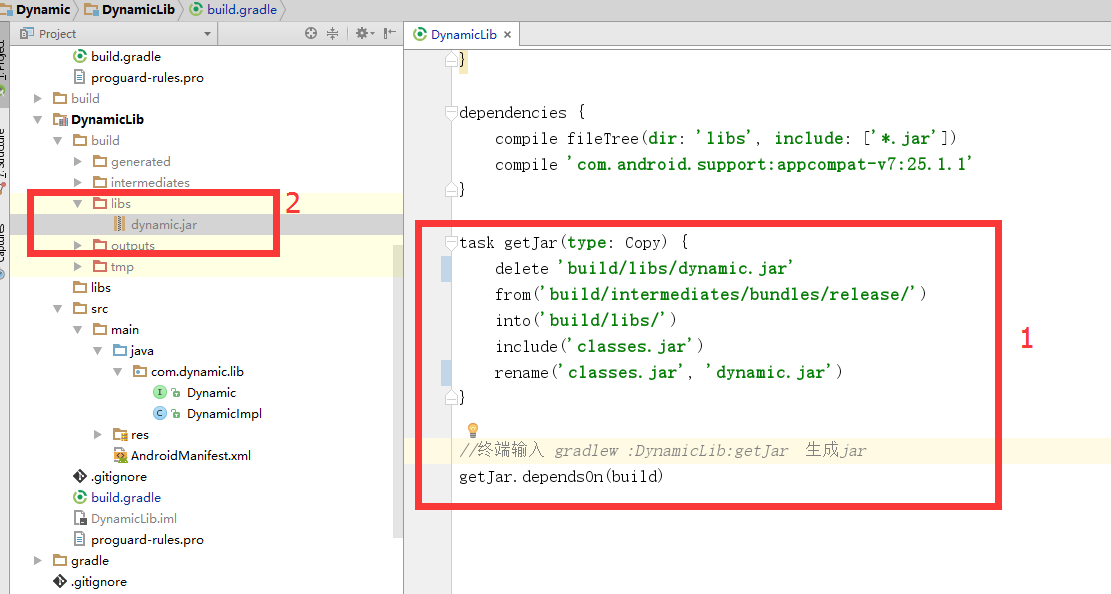 Dynamic DynamicLib build.gradle
Project
DynamicLib
build.gradle
proguard-rules.pro
build
DynamicLib
build
generated
intermediates
libs
dynamic.jar
outputs
tmp
libs
src
main
java
com.dynamic.lib
Dynamic
DynamicImpl
res
AndroidManifest.xml
.gitignore
build.gradle
DynamicLib.iml
proguard-rules.pro
gradle
.gitignore
2
}
dependencies {
compile fileTree(dir: 'libs', include: ['*.jar'])
compile 'com.android.support:appcompat-v7:25.1.1'
}
task getJar(type: Copy) {
delete 'build/libs/dynamic.jar'
from('build/intermediates/bundles/release/')
into('build/libs/')
include('classes.jar')
rename('classes.jar', 'dynamic.jar')
}
//终端输入 gradlew :DynamicLib:getJar 生成jar
getJar.dependsOn(build)
1